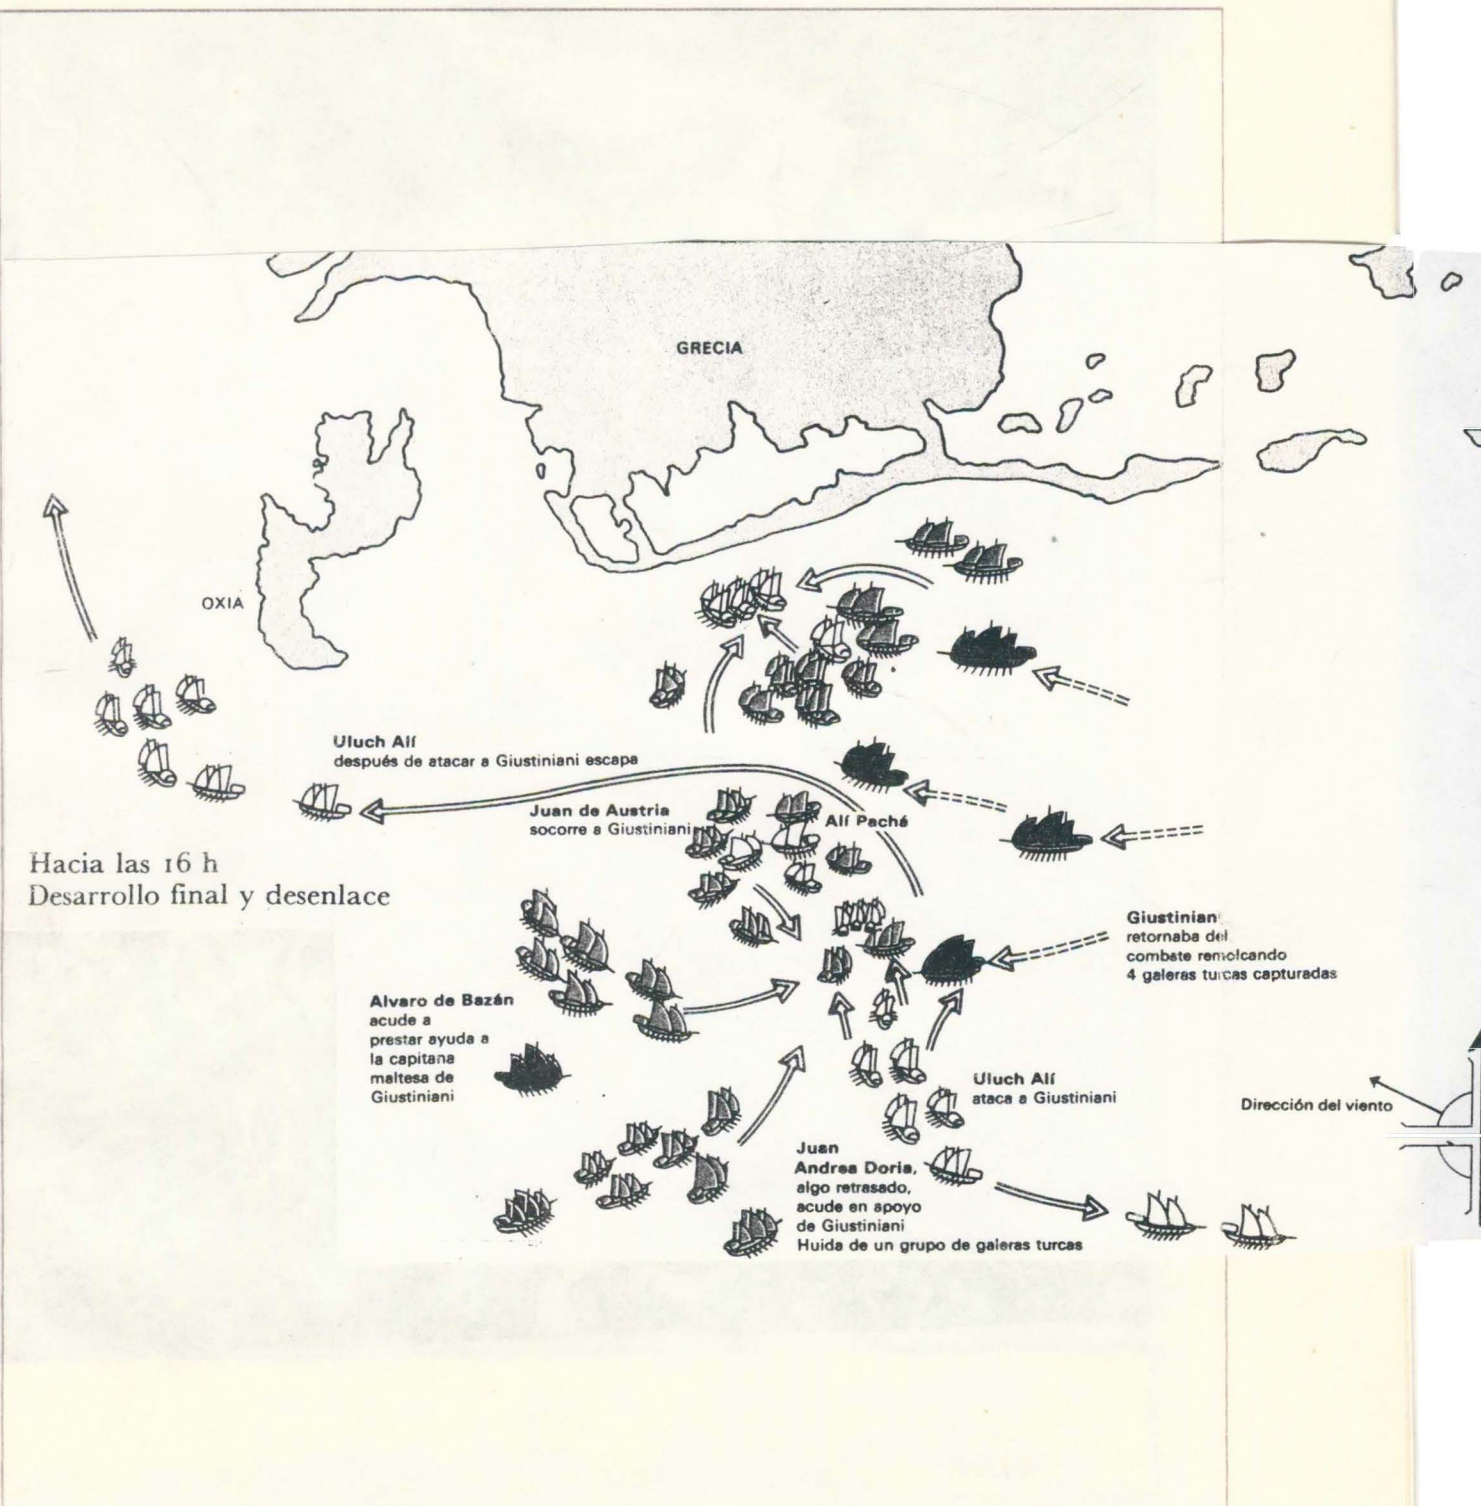 GRECIA
OXIA
Uluch Alí
después de atacar a Giustiniani escapa
Juan de Austria
socorre a Giustiniani
Alí Pachá
Hacia las 16 h
Desarrollo final y desenlace
Giustinian
retornaba del
combate remolcando
4 galeras turcas capturadas
Alvaro de Bazán
acude a
prestar ayuda a
la capitana
maltesa de
Giustiniani
Uluch Alí
ataca a Giustiniani
Dirección del viento
Juan
Andrea Doria,
algo retrasado,
acude en apoyo
de Giustiniani
Huida de un grupo de galeras turcas